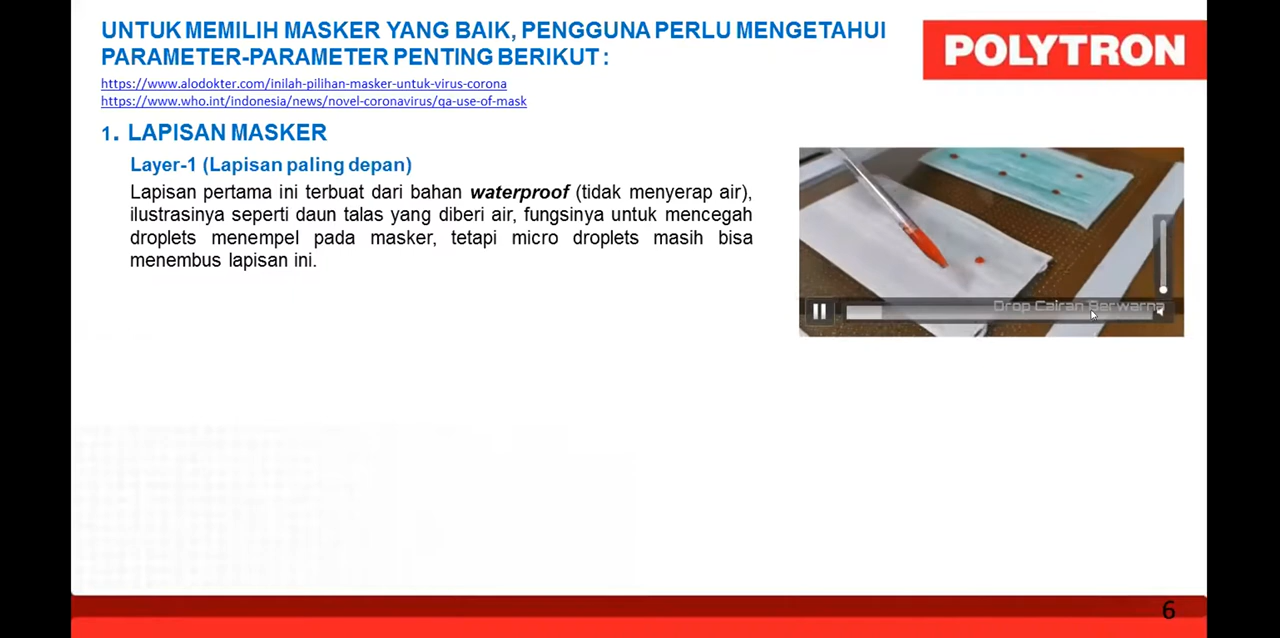 UNTUK MEMILIH MASKER YANG BAIK, PENGGUNA PERLU MENGETAHUI
PARAMETER-PARAMETER PENTING BERIKUT :
POLYTRON
https://www.alodokter.com/inilah-pilihan-masker-untuk-virus-corona
https://www.who.int/indonesia/news/novel-coronavirus/qa-use-of-mask
1. LAPISAN MASKER
Layer-1 (Lapisan paling depan)
Lapisan pertama ini terbuat dari bahan waterproof (tidak menyerap air),
ilustrasinya seperti daun talas yang diberi air, fungsinya untuk mencegah
droplets menempel pada masker, tetapi micro droplets masih bisa
menembus lapisan ini.
Drop Cairan Berwarna
6